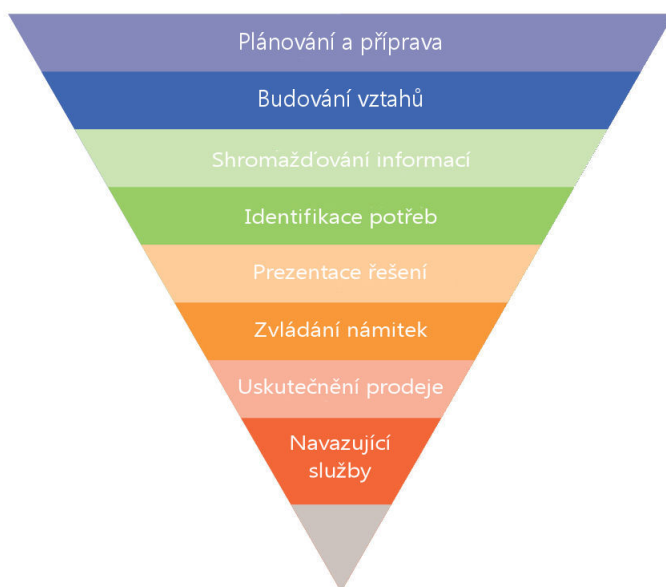 Plánování a příprava
Budování vztahů
Shromažďování informací
Identifikace potřeb
Prezentace řešení
Zvládání námitek
Uskutečnění prodeje
Navazující
služby